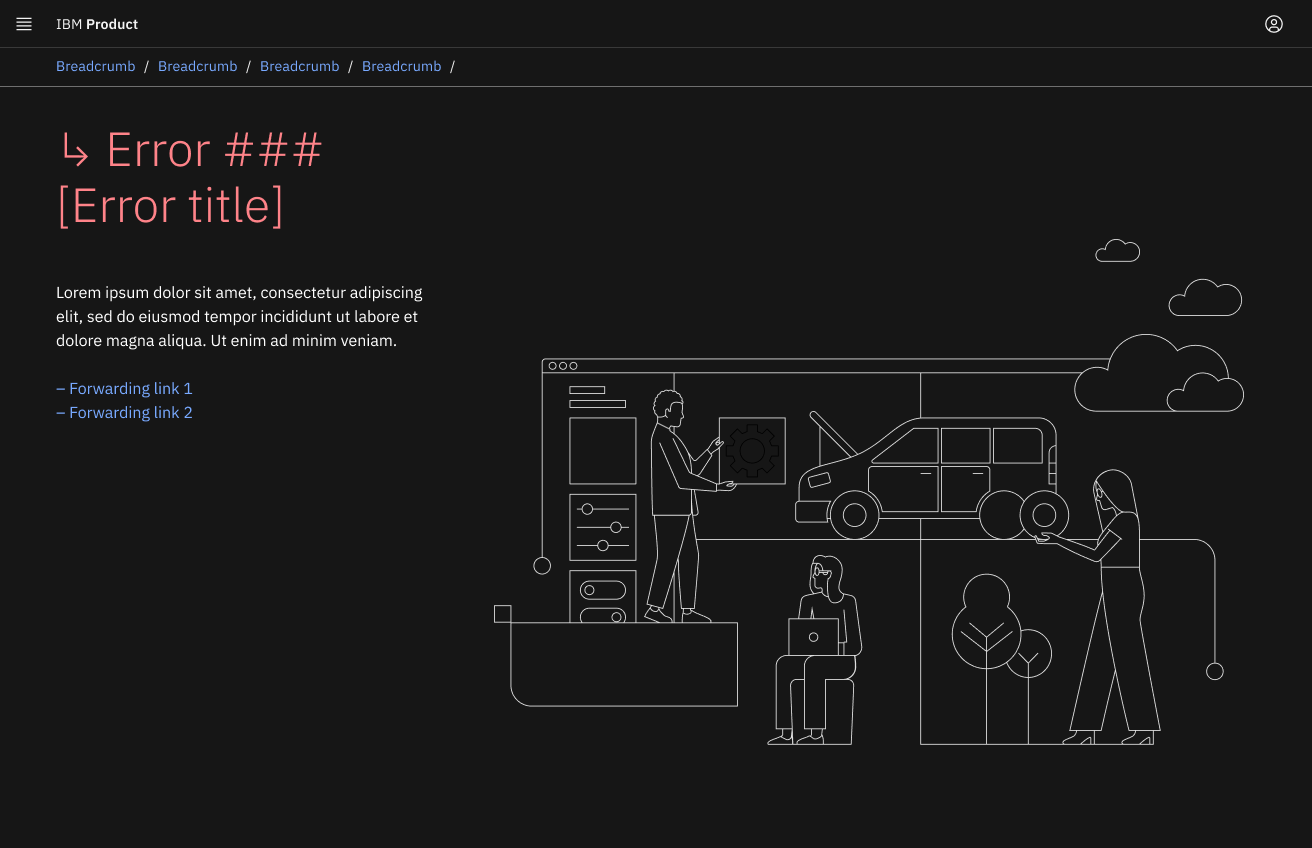 IBM Product
Breadcrumb / Breadcrumb / Breadcrumb / Breadcrumb /
↳ Error ###
[Error title]
Lorem ipsum dolor sit amet, consectetur adipiscing
elit, sed do eiusmod tempor incididunt ut labore et
dolore magna aliqua. Ut enim ad minim veniam.
– Forwarding link 1
– Forwarding link 2